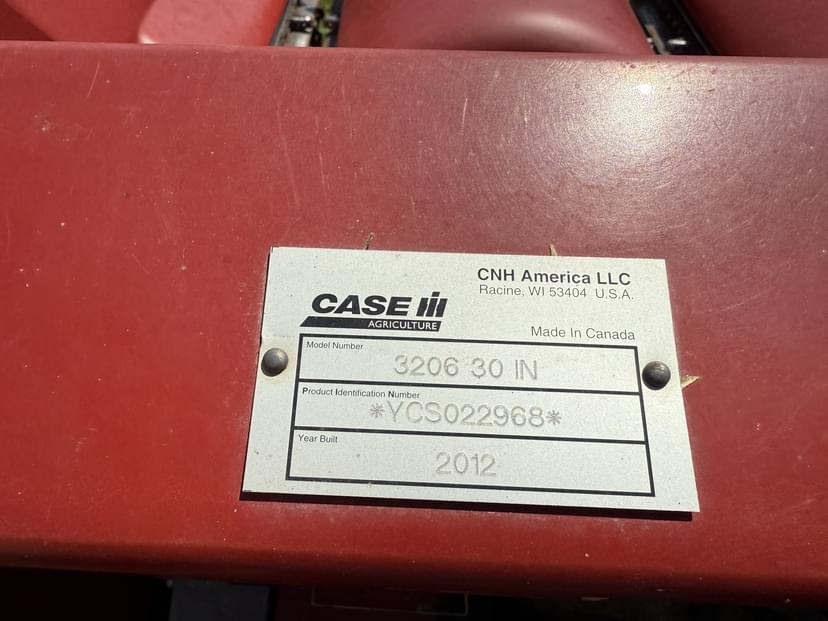 CNH America LLC
Racine, WI 53404 U.S.A.
CASE IH
AGRICULTURE
Made In Canada
Model Number
3206 30 IN
Product Identification Number
*YCS022968*
Year Built
2012